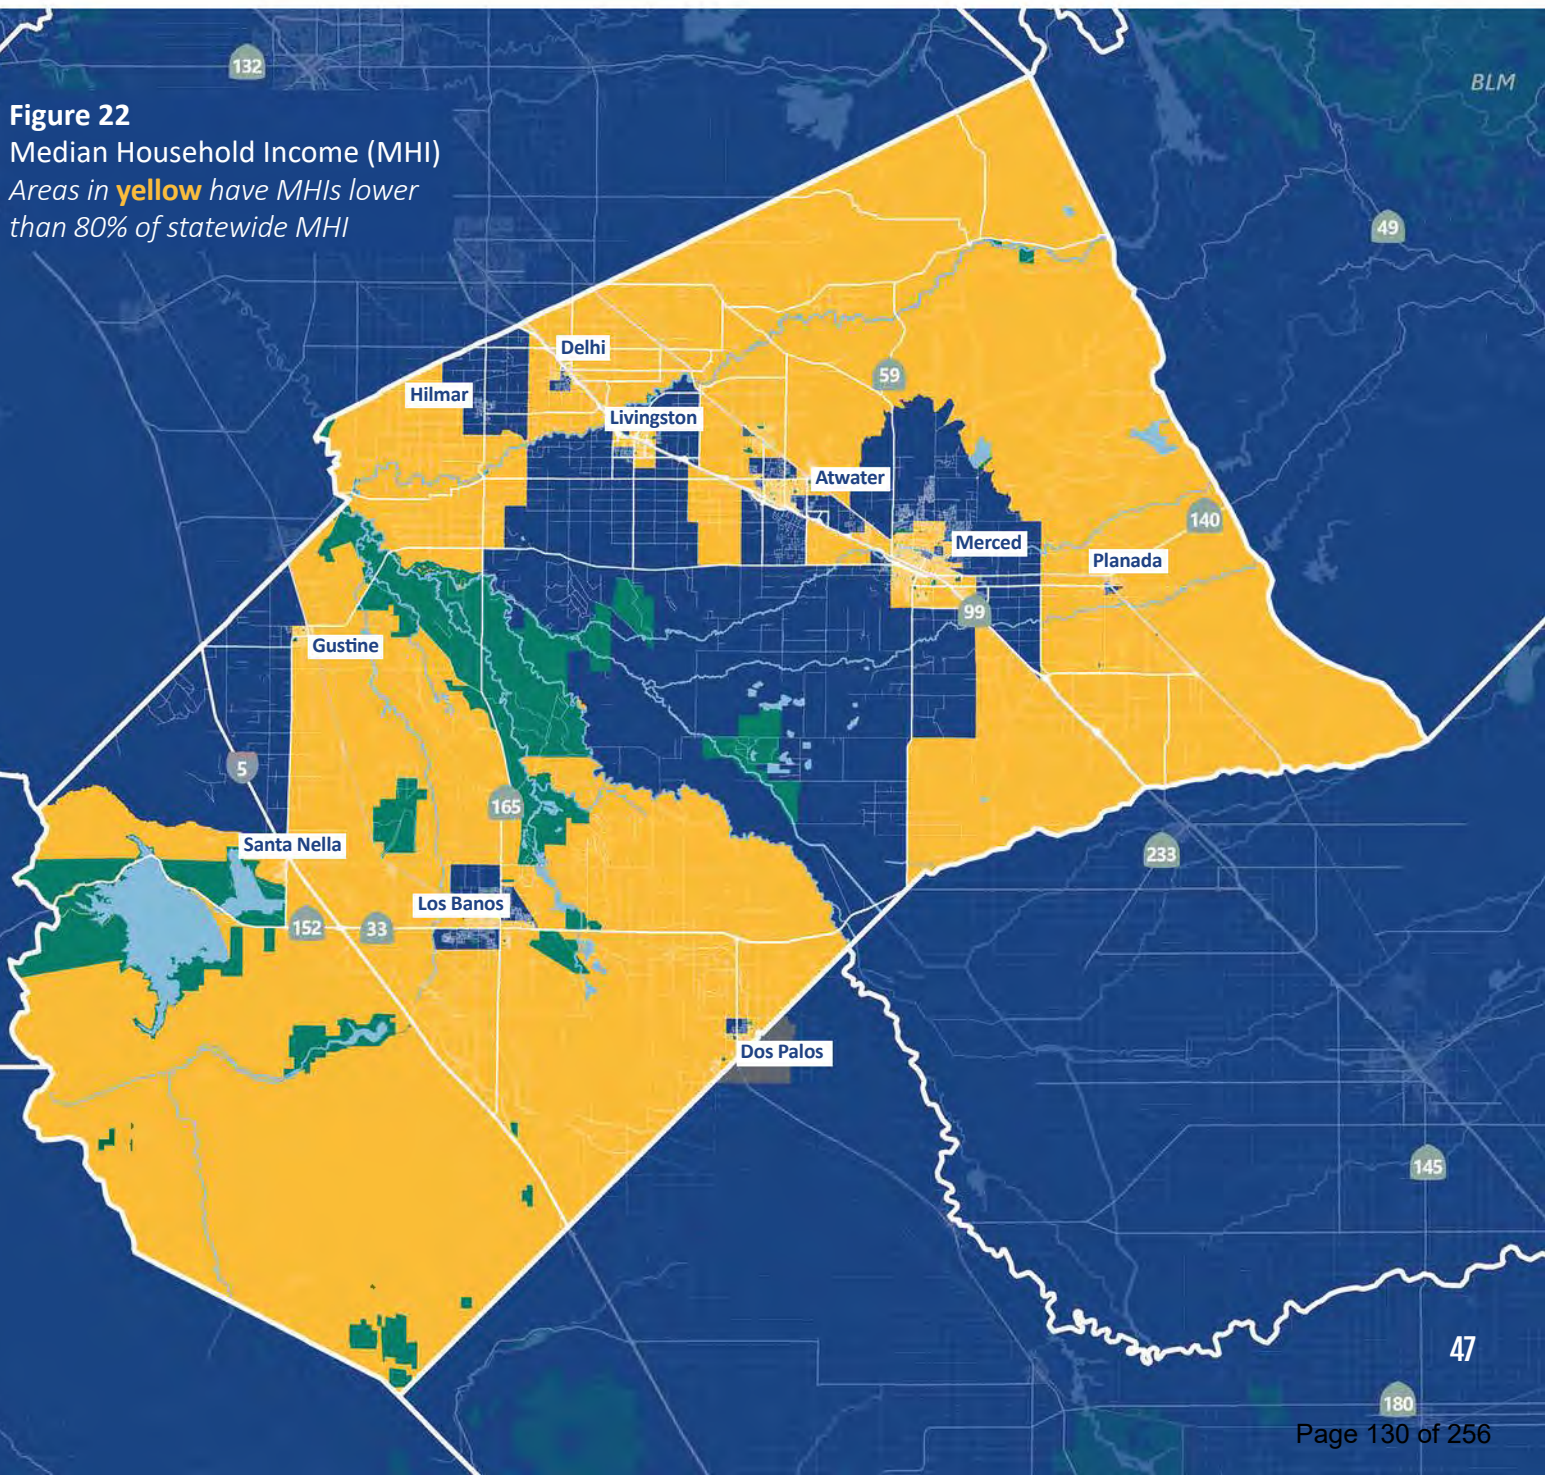 132
BLM
Figure 22
Median Household Income (MHI)
Areas in yellow have MHIs lower
than 80% of statewide MHI
49
Delhi
59
Hilmar
Livingston
Atwater
140
Merced
Planada
99
Gustine
5
165
Santa Nella
233
Los Banos
152
33
Dos Palos
145
47
180
Page 130 of 256